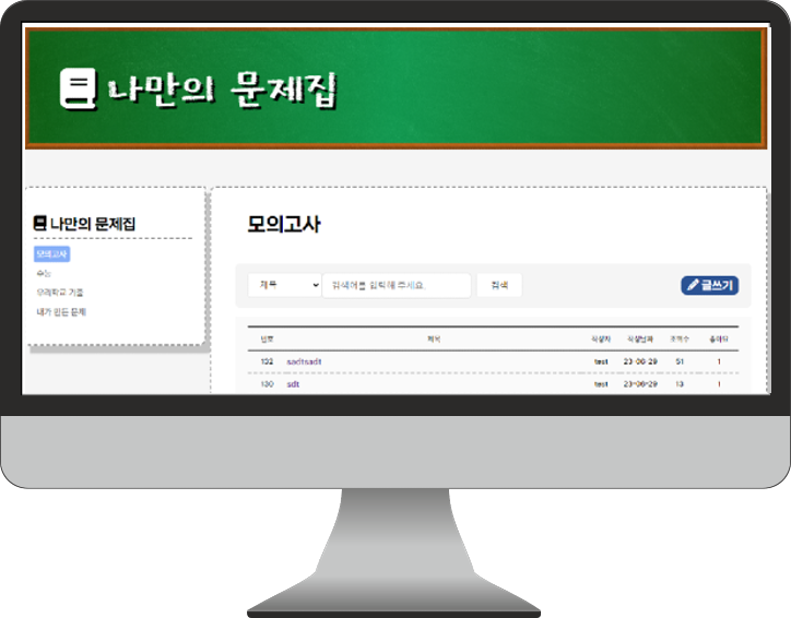 나만의 문제집
나만의 문제집
모의고사
수능
우리학교 기출
내가 만든 문제
모의고사
제목 검색어를 입력해 주세요. 검색 글쓰기
번호 제목 작성자 작성날짜 조회수 좋아요
132 sadtsadt test 23-08-29 51 1
130 sdt test 23-08-29 13 1